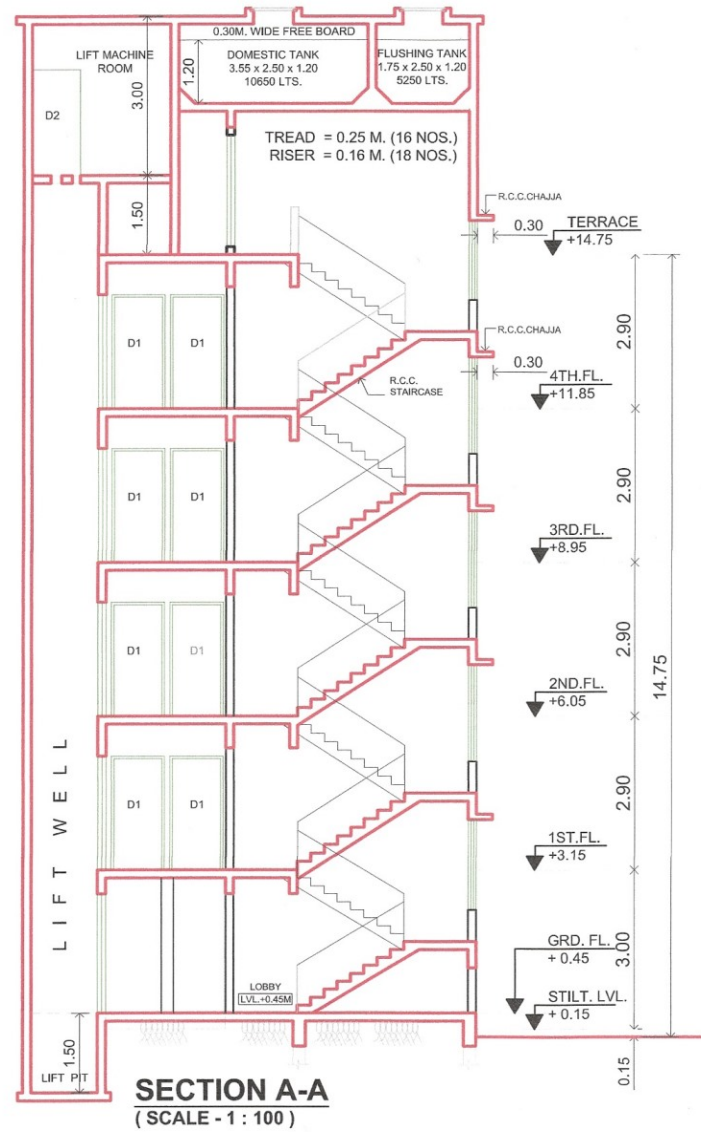 0.30M. WIDE FREE BOARD
LIFT MACHINE
ROOM
DOMESTIC TANK
3.55 x 2.50 x 1.20
10650 LTS.
FLUSHING TANK
1.75 x 2.50 x 1.20
5250 LTS.
1.20
3.00
D2
TREAD = 0.25 M. (16 NOS.)
RISER = 0.16 M. (18 NOS.)
1.50
R.C.C.CHAJJA
0.30
TERRACE
+14.75
D1
D1
R.C.C.CHAJJA
2.90
0.30
R.C.C.
STAIRCASE
4TH.FL.
+11.85
D1
D1
2.90
3RD.FL.
+8.95
D1
D1
2.90
2ND.FL.
+6.05
14.75
LIFT WELL
D1
D1
2.90
1ST.FL.
+3.15
GRD. FL.
+ 0.45
3.00
LOBBY
LVL.+0.45M
STILT. LVL.
+ 0.15
1.50
LIFT PIT
0.15
SECTION A-A
( SCALE - 1 : 100 )